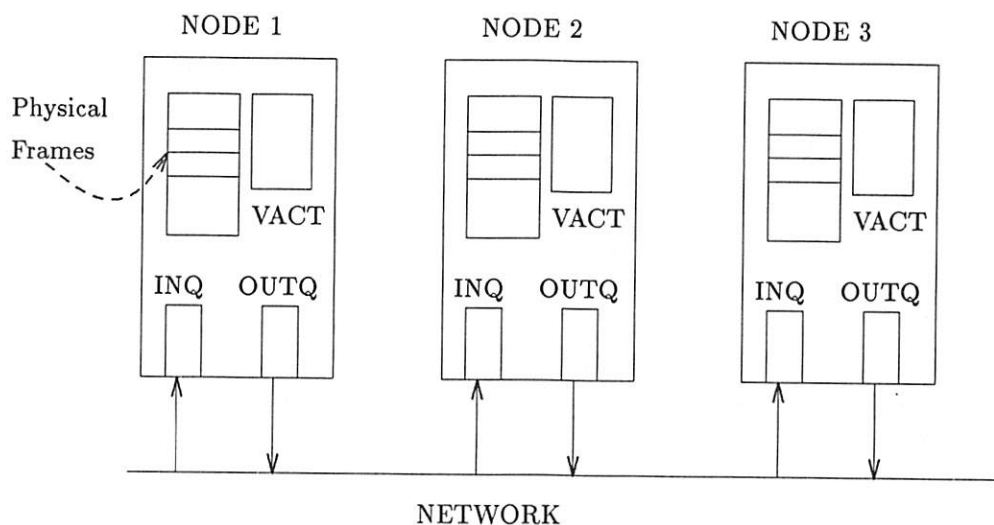 NODE 1
NODE 2
NODE 3
Physical
Frames
VACT
VACT
VACT
INQ OUTQ
INQ OUTQ
INQ OUTQ
NETWORK